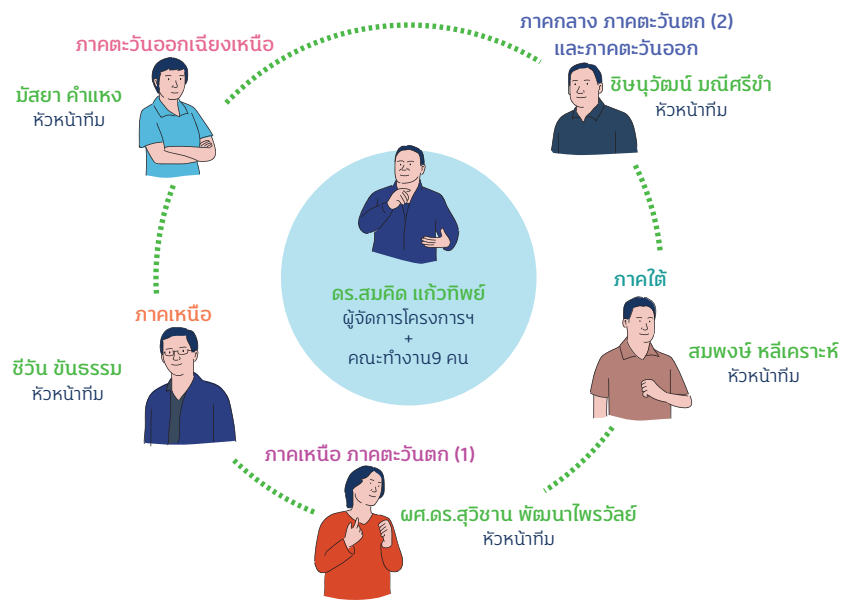 ภาคตะวันออกเฉียงเหนือ
มัสยา คำแหง
หัวหน้าทีม
ภาคกลาง ภาคตะวันตก (2)
และภาคตะวันออก
ชิษนุวัฒน์ มณีศรีขำ
หัวหน้าทีม
ดร.สมคิด แก้วทิพย์
ผู้จัดการโครงการฯ
+
คณะทำงาน9 คน
ภาคใต้
สมพงษ์ หลีเคราะห์
หัวหน้าทีม
ภาคเหนือ
ชีวัน ขันธรรม
หัวหน้าทีม
ภาคเหนือ ภาคตะวันตก (1)
ผศ.ดร.สุวิชาน พัฒนาไพรวัลย์
หัวหน้าทีม